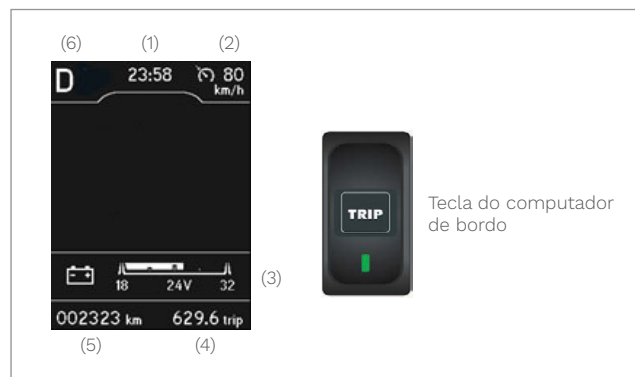 (6) (1) (2)
D 23:58 80
km/h
TRIP
Tecla do computador
de bordo
18 24V 32
(3)
002323 km 629.6 trip
(5) (4)